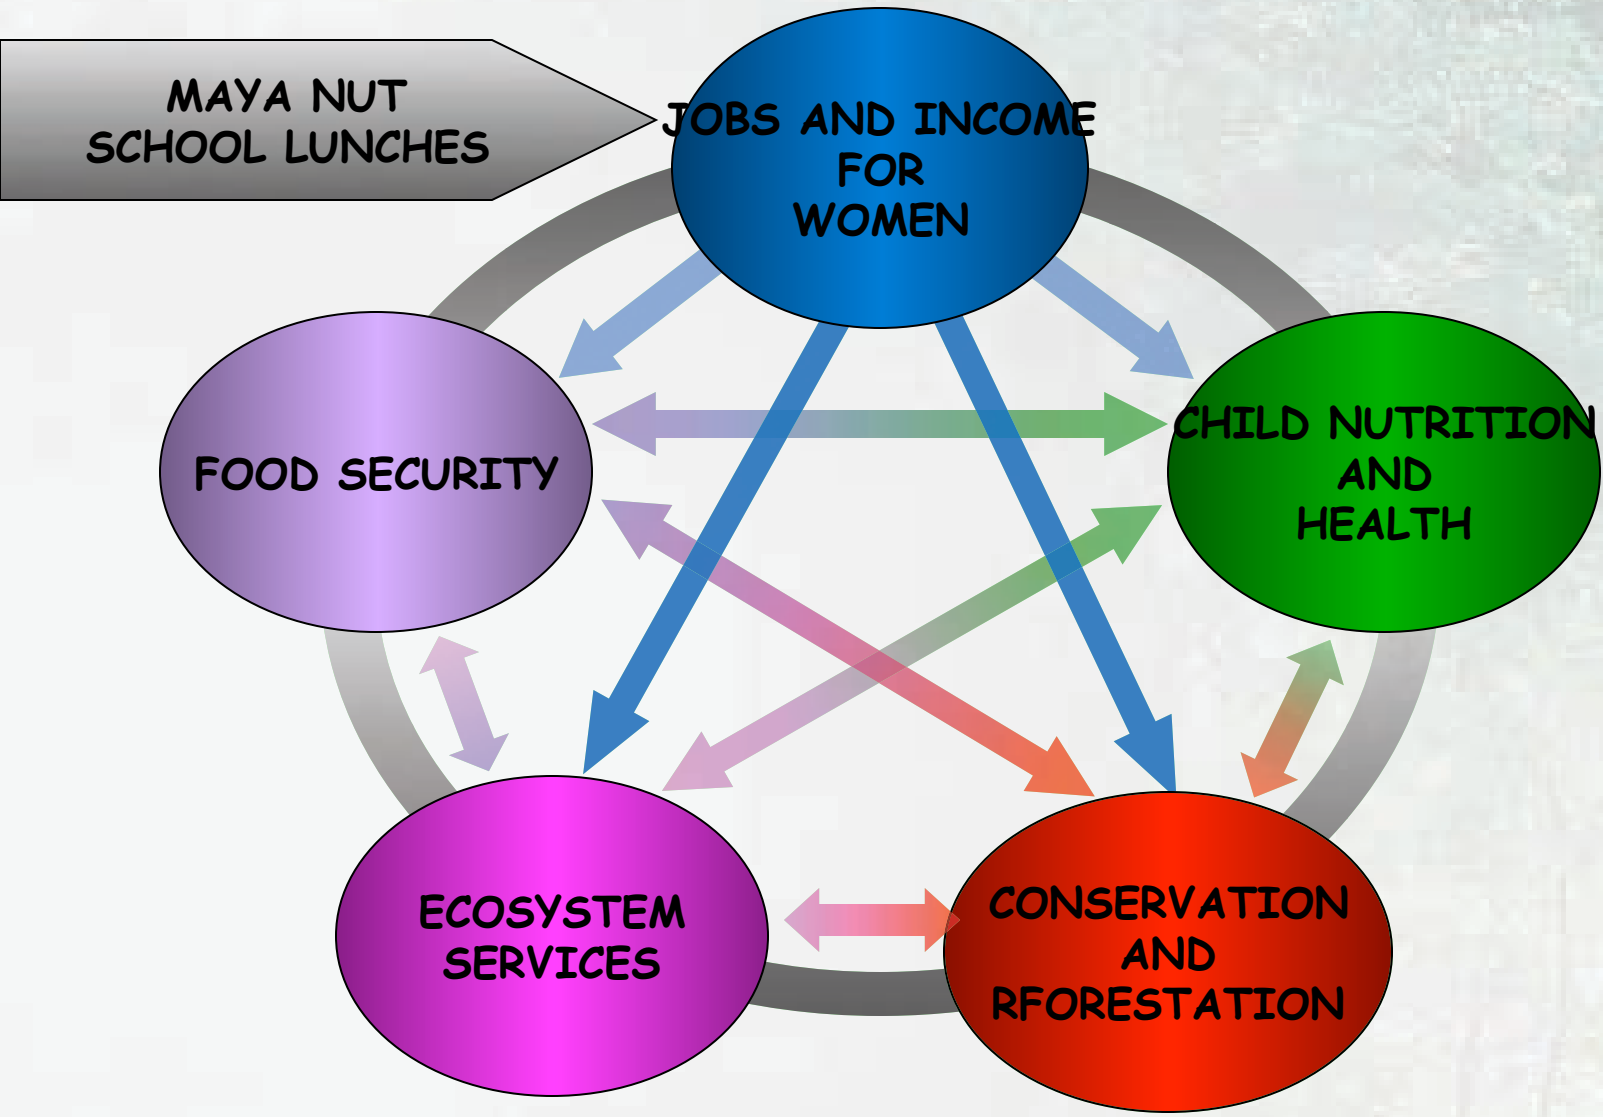 MAYA NUT
SCHOOL LUNCHES
JOBS AND INCOME
FOR
WOMEN
FOOD SECURITY
CHILD NUTRITION
AND
HEALTH
ECOSYSTEM
SERVICES
CONSERVATION
AND
RFORESTATION